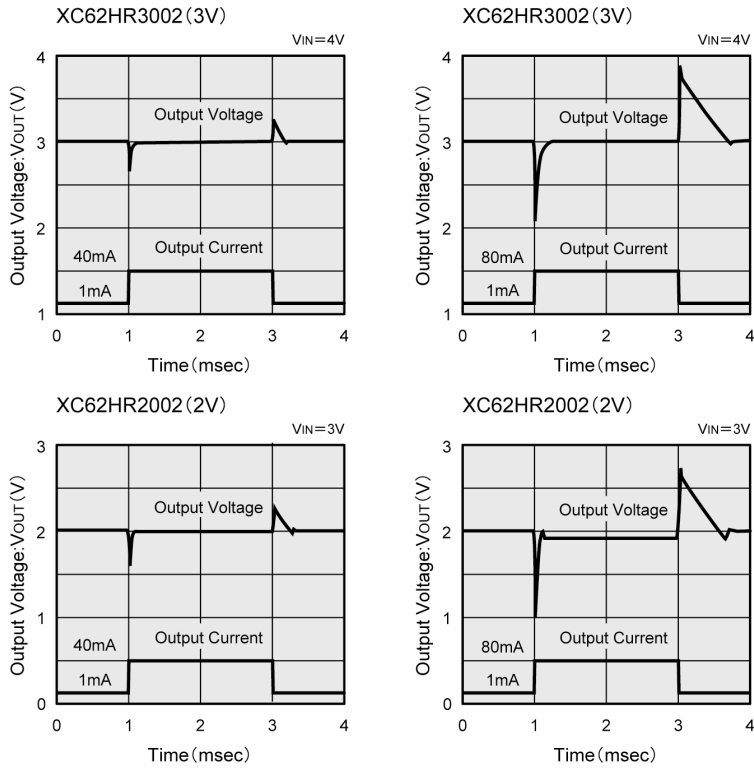 XC62HR3002(3V)
VIN=4V
Output Voltage:VOUT(V)
4
3
2
1
Output Voltage
40mA
Output Current
1mA
0 1 2 3 4
Time(msec)
XC62HR3002(3V)
VIN=4V
Output Voltage:VOUT(V)
4
3
2
1
Output Voltage
80mA
Output Current
1mA
0 1 2 3 4
Time(msec)
XC62HR2002(2V)
VIN=3V
Output Voltage:VOUT(V)
3
2
1
0
Output Voltage
40mA
Output Current
1mA
0 1 2 3 4
Time(msec)
XC62HR2002(2V)
VIN=3V
Output Voltage:VOUT(V)
3
2
1
0
Output Voltage
80mA
Output Current
1mA
0 1 2 3 4
Time(msec)